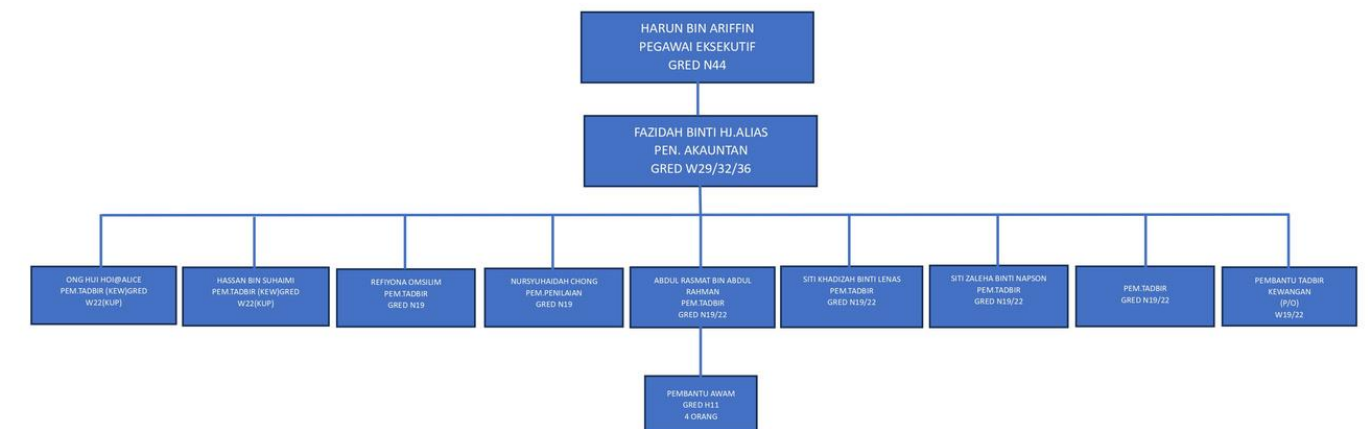 HARUN BIN ARIFFIN
PEGAWAI EKSEKUTIF
GRED N44
FAZIDAH BINTI HJ.ALIAS
PEN. AKAUNTAN
GRED W29/32/36
ONG HUI HOI@ALICE
PEM.TADBIR (KEW)GRED
W22(KUP)
HASSAN BIN SUHAIMI
PEM.TADBIR (KEW)GRED
W22(KUP)
REFIYONA OMSILIM
PEM.TADBIR
GRED N19
NURSYUHAIDAH CHONG
PEM.PENILAIAN
GRED N19
ABDUL RASMAT BIN ABDUL
RAHMAN
PEM.TADBIR
GRED N19/22
SITI KHADIZAH BINTI LENAS
PEM.TADBIR
GRED N19/22
SITI ZALEHA BINTI NAPSON
PEM.TADBIR
GRED N19/22
PEM.TADBIR
GRED N19/22
PEMBANTU TADBIR
KEWANGAN
(P/O)
W19/22
PEMBANTU AWAM
GRED H11
4 ORANG